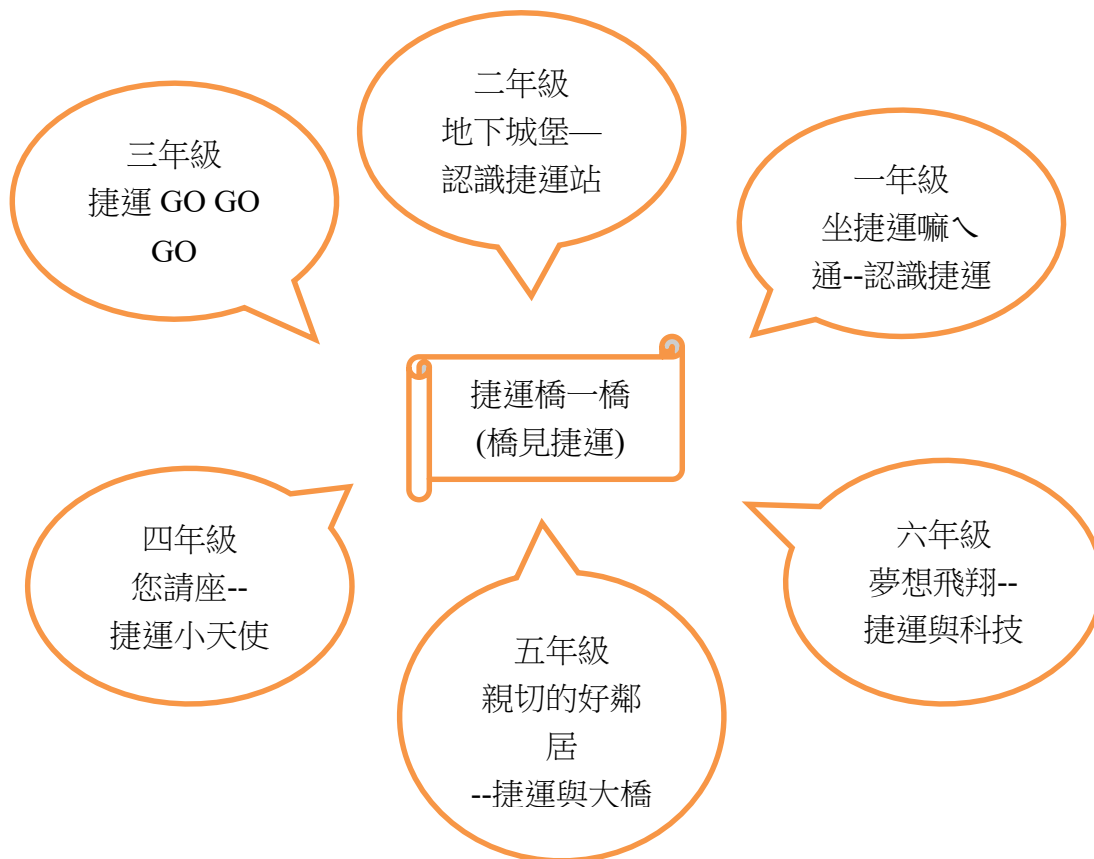 二年級
地下城堡—
認識捷運站
三年級
捷運 GO GO
GO
一年級
坐捷運嘛ㄟ
通--認識捷運
捷運橋一橋
(橋見捷運)
四年級
您請座--
捷運小天使
五年級
親切的好鄰
居
--捷運與大橋
六年級
夢想飛翔--
捷運與科技